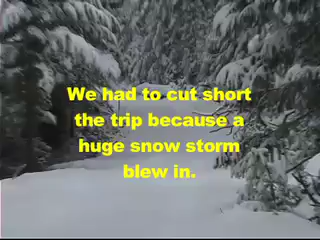 We had to cut short
the trip because a
huge snow storm
blew in.